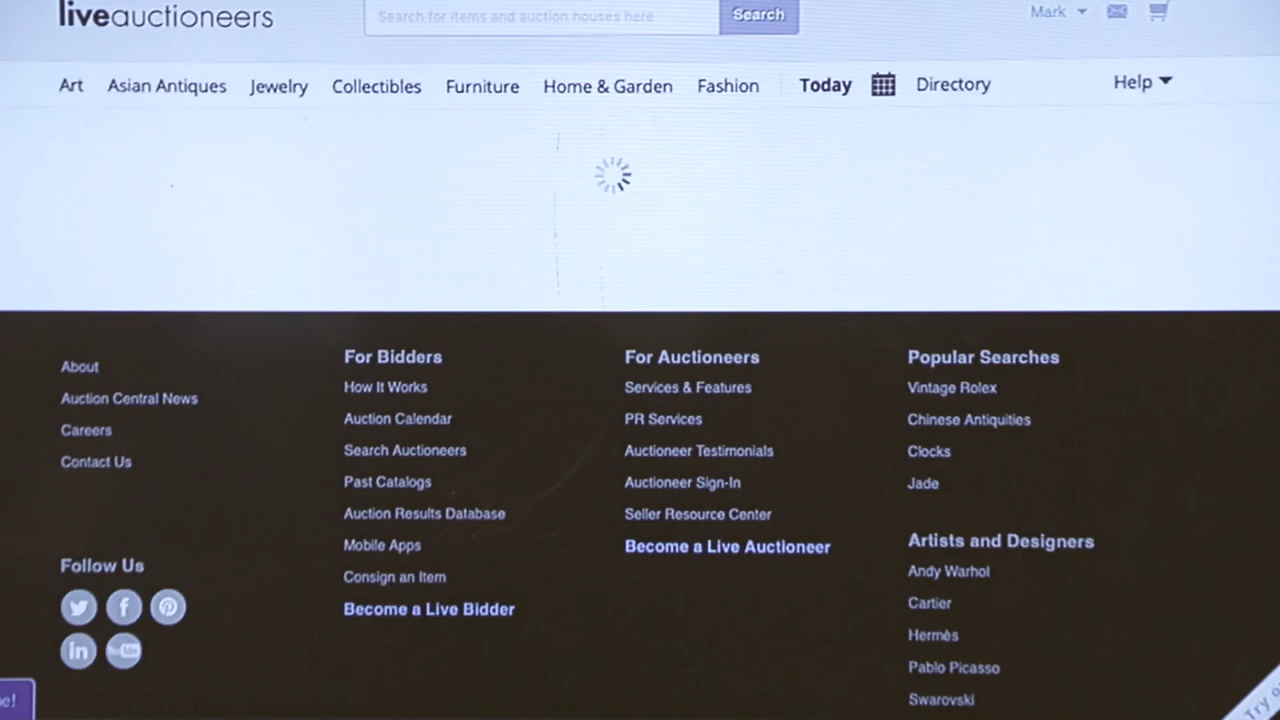 liveauctioneers
Search for items and auction houses here
Search
Mark
Art Asian Antiques Jewelry Collectibles Furniture Home & Garden Fashion Today Directory Help
About
Auction Central News
Careers
Contact Us
Follow Us
in
For Bidders
How It Works
Auction Calendar
Search Auctioneers
Past Catalogs
Auction Results Database
Mobile Apps
Consign an Item
Become a Live Bidder
For Auctioneers
Services & Features
PR Services
Auctioneer Testimonials
Auctioneer Sign-In
Seller Resource Center
Become a Live Auctioneer
Popular Searches
Vintage Rolex
Chinese Antiquities
Clocks
Jade
Artists and Designers
Andy Warhol
Cartier
Hermès
Pablo Picasso
Swarovski
Try